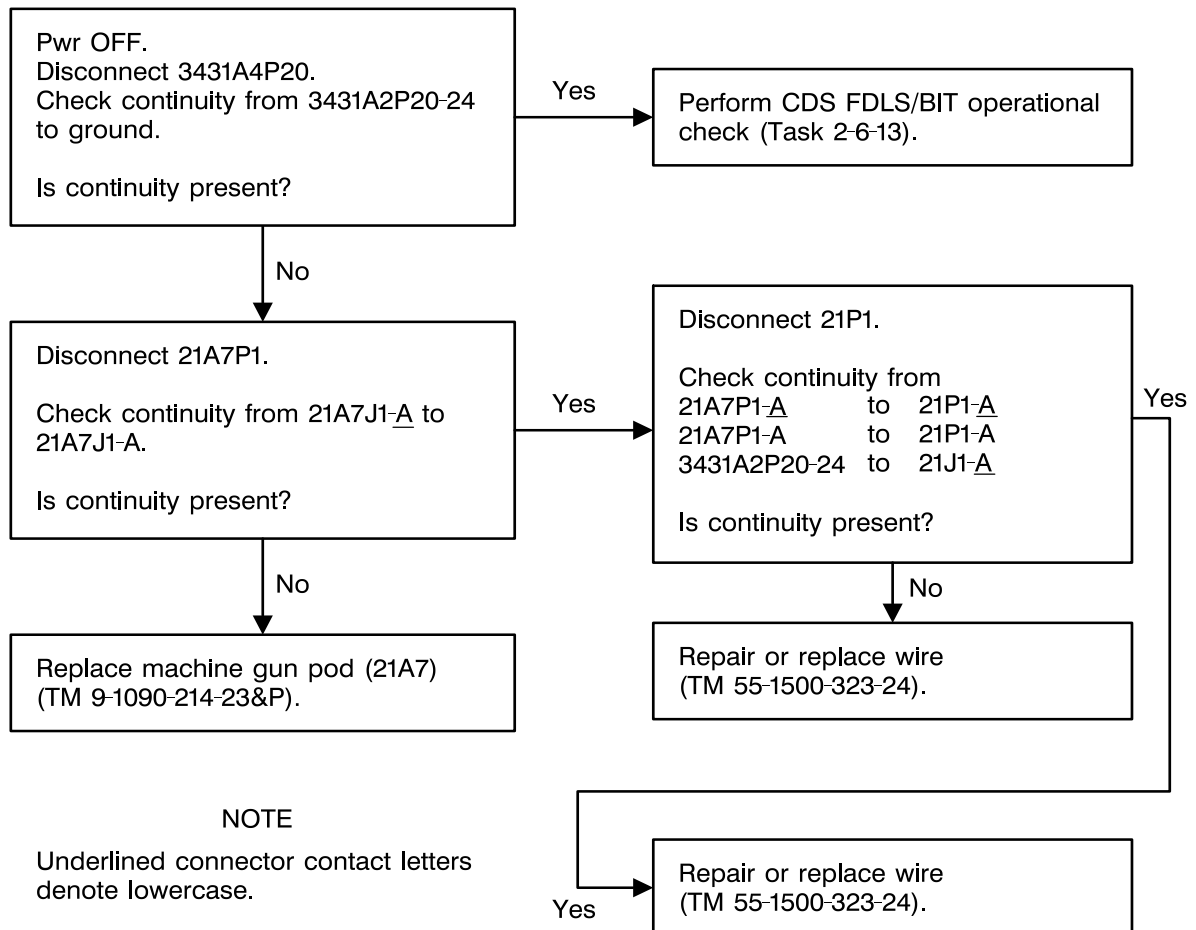 Pwr OFF.
Disconnect 3431A4P20.
Check continuity from 3431A2P20-24
to ground.
Is continuity present?
Yes
Perform CDS FDLS/BIT operational
check (Task 2-6-13).
No
Disconnect 21A7P1.
Check continuity from 21A7J1-A to
21A7J1-A.
Is continuity present?
Yes
Disconnect 21P1.
Check continuity from
21A7P1-A to 21P1-A
21A7P1-A to 21P1-A
3431A2P20-24 to 21J1-A
Is continuity present?
Yes
No
Replace machine gun pod (21A7)
(TM 9-1090-214-23&P).
No
Repair or replace wire
(TM 55-1500-323-24).
NOTE
Underlined connector contact letters
denote lowercase.
Yes
Repair or replace wire
(TM 55-1500-323-24).